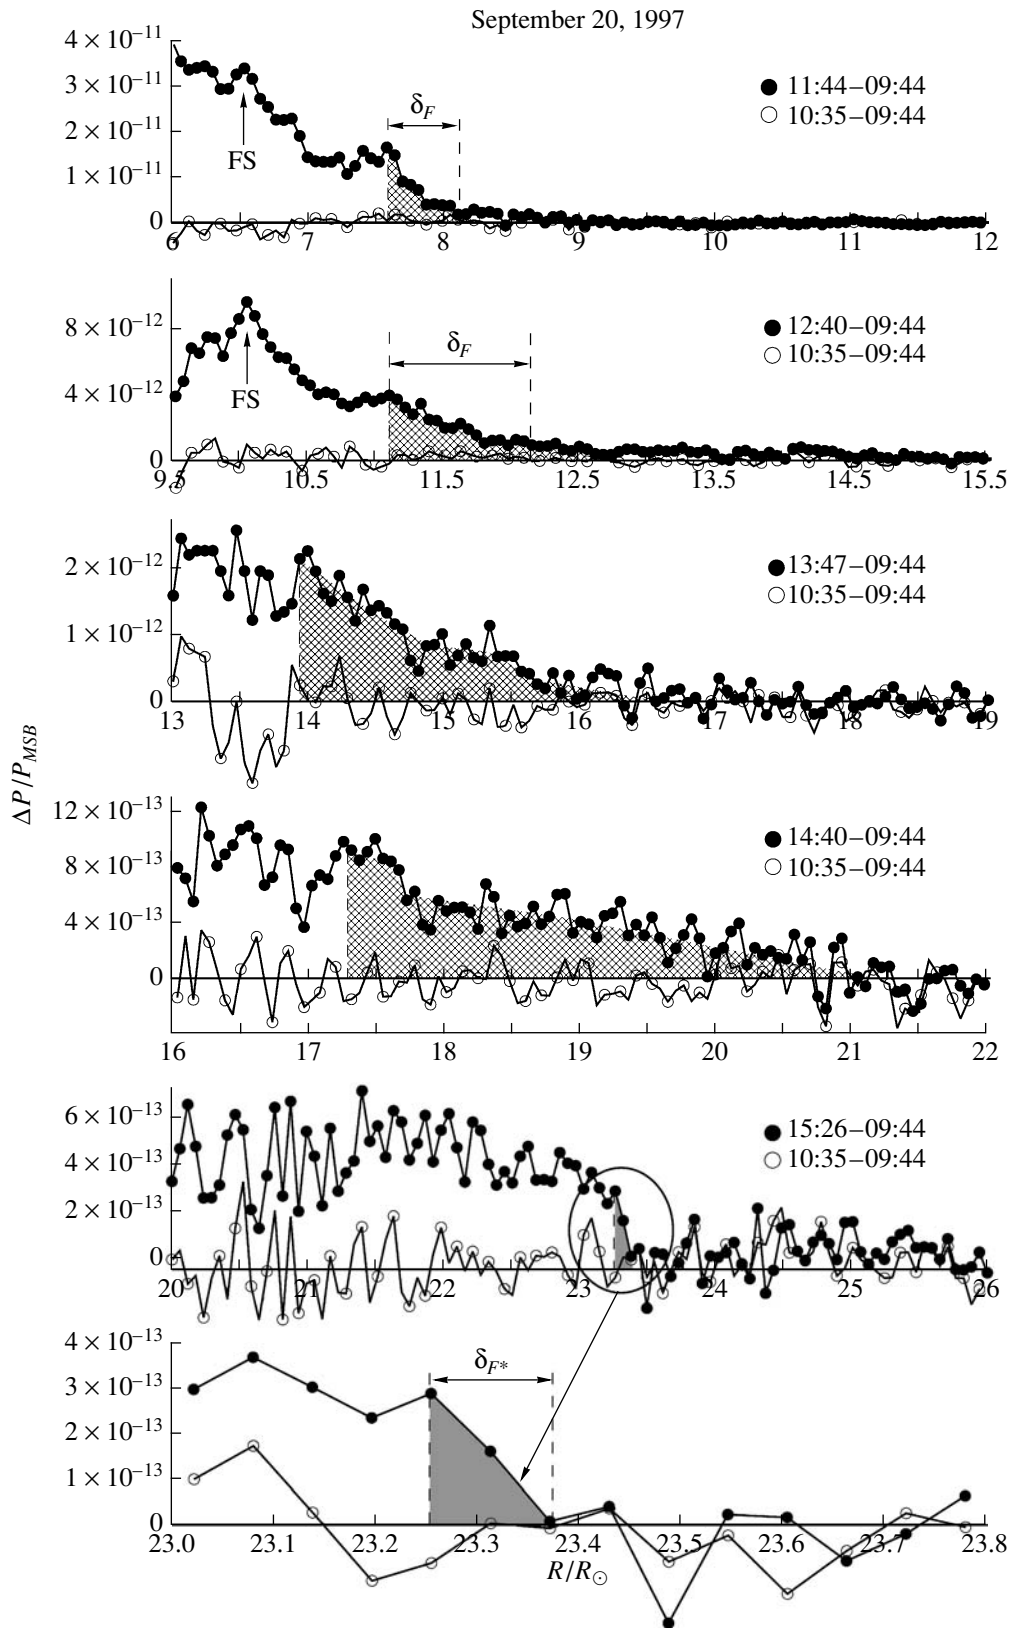 September 20, 1997
4 × 10⁻¹¹
3 × 10⁻¹¹
2 × 10⁻¹¹
1 × 10⁻¹¹
0
FS
δF
11:44–09:44
10:35–09:44
6 7 8 9 10 11 12
8 × 10⁻¹²
4 × 10⁻¹²
0
FS
δF
12:40–09:44
10:35–09:44
9.5 10.5 11.5 12.5 13.5 14.5 15.5
2 × 10⁻¹²
1 × 10⁻¹²
0
13:47–09:44
10:35–09:44
13 14 15 16 17 18 19
ΔP/P_MSB
12 × 10⁻¹³
8 × 10⁻¹³
4 × 10⁻¹³
0
14:40–09:44
10:35–09:44
16 17 18 19 20 21 22
6 × 10⁻¹³
4 × 10⁻¹³
2 × 10⁻¹³
0
15:26–09:44
10:35–09:44
20 21 22 23 24 25 26
4 × 10⁻¹³
3 × 10⁻¹³
2 × 10⁻¹³
1 × 10⁻¹³
0
δF*
23.0 23.1 23.2 23.3 23.4 23.5 23.6 23.7 23.8
R/R☉